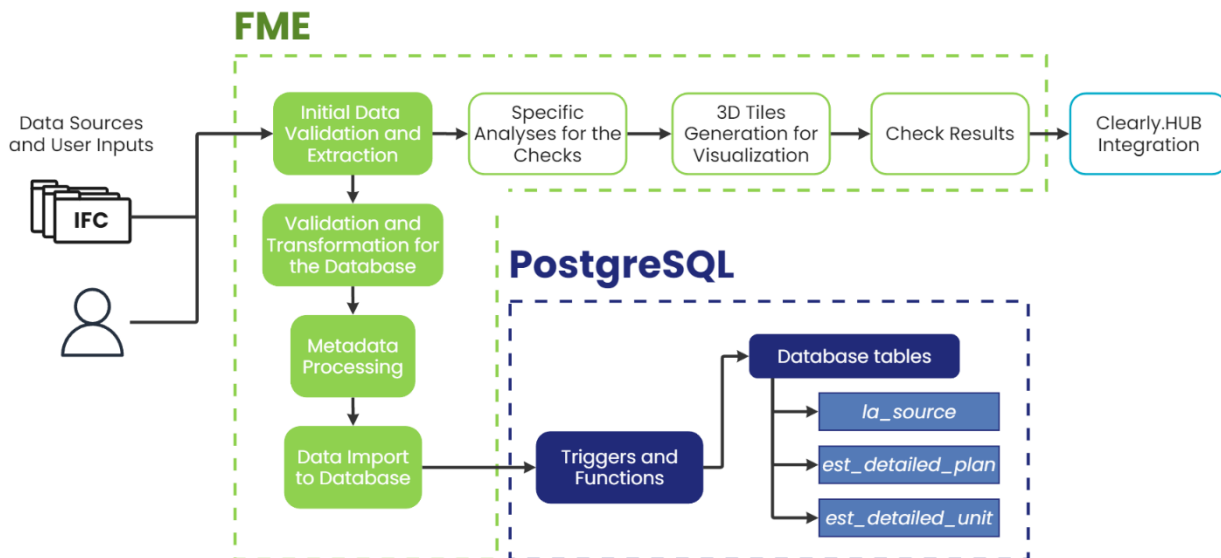 FME
Data Sources
and User Inputs
IFC
Initial Data
Validation and
Extraction
Specific
Analyses for the
Checks
3D Tiles
Generation for
Visualization
Check Results
Clearly.HUB
Integration
Validation and
Transformation for
the Database
Metadata
Processing
Data Import
to Database
PostgreSQL
Triggers and
Functions
Database tables
la_source
est_detailed_plan
est_detailed_unit